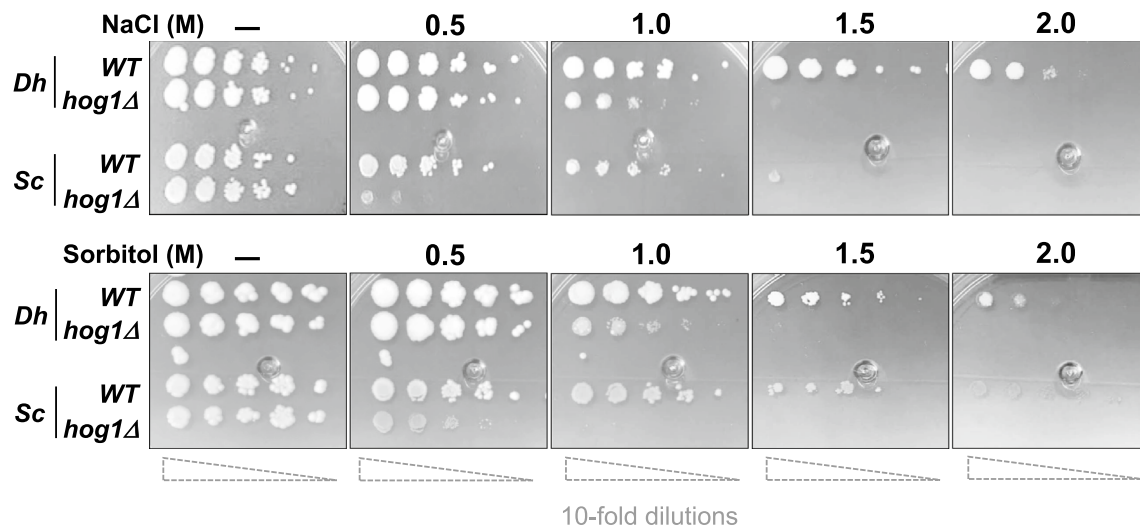 NaCl (M) — 0.5 1.0 1.5 2.0
Dh WT
hog1Δ
Sc WT
hog1Δ
Sorbitol (M) — 0.5 1.0 1.5 2.0
Dh WT
hog1Δ
Sc WT
hog1Δ
10-fold dilutions